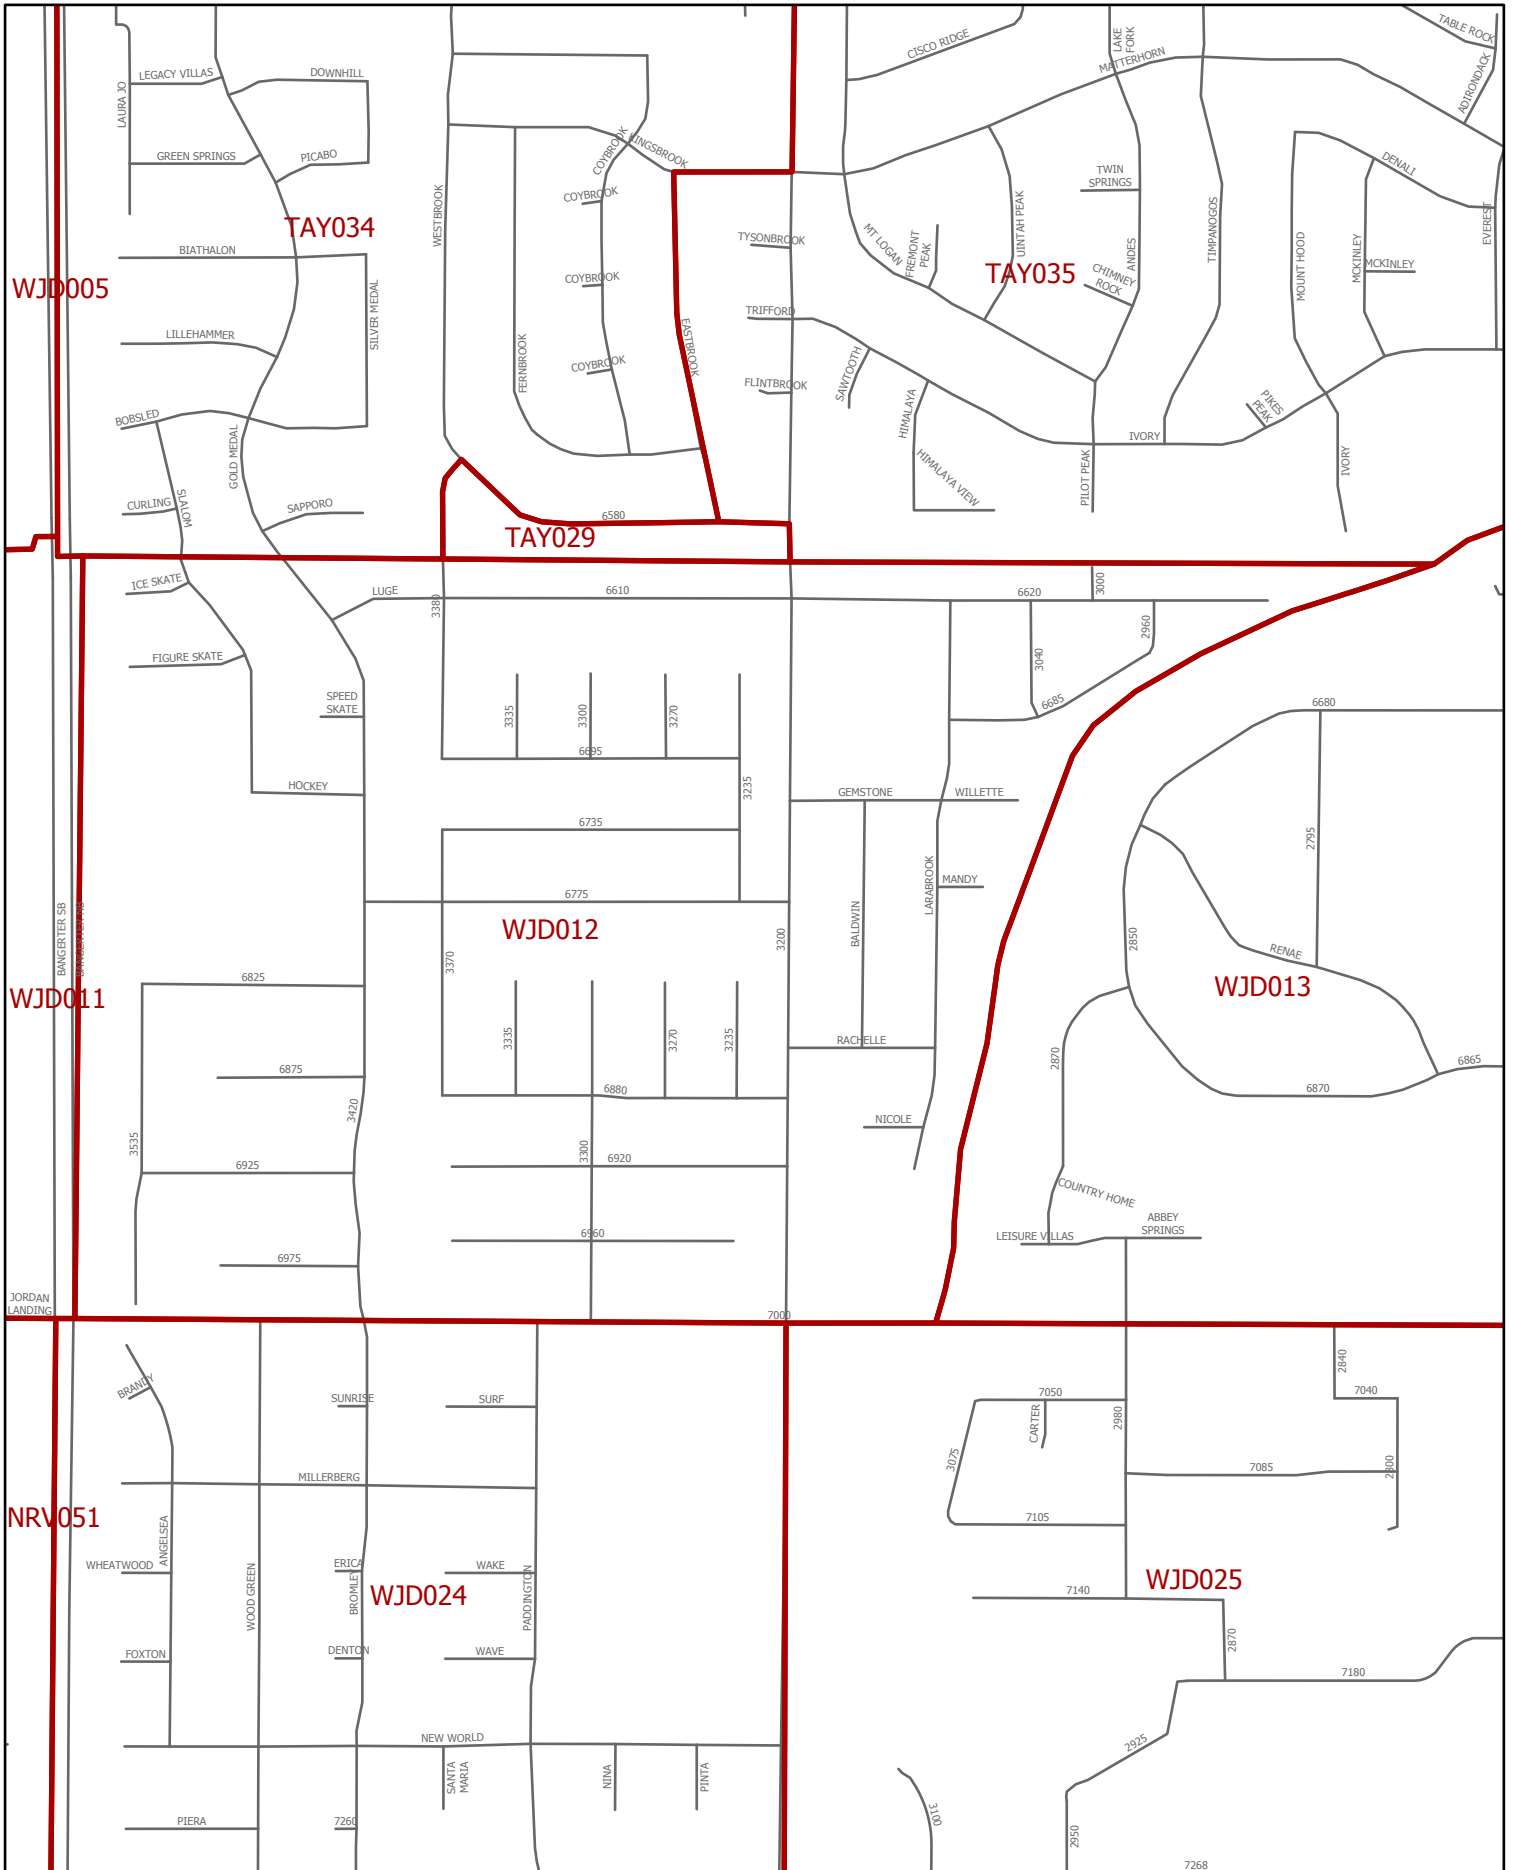 TABLE ROCK
CISCO RIDGE
LAKE
FORK
MATTERHORN
ADIRONDACK
LEGACY VILLAS
DOWNHILL
LAURA JO
COYBROOK
KINGSBROOK
GREEN SPRINGS
PICABO
DENALI
TWIN
SPRINGS
COYBROOK
WESTBROOK
UINTAH PEAK
TIMPANOGOS
EVEREST
TAY034
TYSONBROOK
MT LOGAN
FREMONT
PEAK
ANDES
MOUNT HOOD
MCKINLEY
MCKINLEY
BIATHALON
TAY035
CHIMNEY
ROCK
WJD005
COYBROOK
SILVER MEDAL
TRIFFORD
LILLEHAMMER
EASTBROOK
FERNBROOK
COYBROOK
FLINTBROOK
SAWTOOTH
HIMALAYA
PIKES
PEAK
BOBSLED
GOLD MEDAL
IVORY
IVORY
HIMALAYA VIEW
PILOT PEAK
CURLING
SLALOM
SAPPORO
6580
TAY029
ICE SKATE
LUGE
3380
6610
6620
3000
2960
FIGURE SKATE
3040
SPEED
SKATE
3335
3300
3270
6685
6680
6695
HOCKEY
3235
GEMSTONE
WILLETTE
6735
2795
MANDY
LARABROOK
6775
BALDWIN
WJD012
BANGERTER SB
BANGERTER NB
3370
3200
2850
RENAE
6825
WJD013
WJD011
3335
3270
3235
RACHELLE
2870
6865
6875
6880
6870
3420
NICOLE
3535
3300
6925
6920
COUNTRY HOME
ABBEY
SPRINGS
LEISURE VILLAS
6960
6975
JORDAN
LANDING
7000
2840
BRANDY
SUNRISE
SURF
7050
7040
CARTER
2980
3075
MILLERBERG
7085
2800
NRV051
7105
ANGELSEA
WHEATWOOD
ERICA
WAKE
WOOD GREEN
BROMLEY
PADDINGTON
WJD024
WJD025
7140
FOXTON
DENTON
WAVE
2870
7180
NEW WORLD
2925
SANTA
MARIA
NINA
PINTA
PIERA
7260
3100
2950
7268